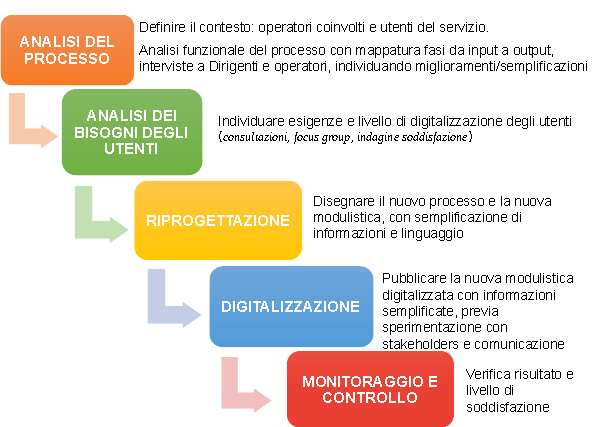 ANALISI DEL
PROCESSO
Definire il contesto: operatori coinvolti e utenti del servizio.
Analisi funzionale del processo con mappatura fasi da input a output,
interviste a Dirigenti e operatori, individuando miglioramenti/semplificazioni
ANALISI DEI
BISOGNI DEGLI
UTENTI
Individuare esigenze e livello di digitalizzazione degli utenti
(consultazioni, focus group, indagine soddisfazione)
RIPROGETTAZIONE
Disegnare il nuovo processo e la nuova
modulistica, con semplificazione di
informazioni e linguaggio
DIGITALIZZAZIONE
Pubblicare la nuova modulistica
digitalizzata con informazioni
semplificate, previa
sperimentazione con
stakeholders e comunicazione
MONITORAGGIO E
CONTROLLO
Verifica risultato e
livello di
soddisfazione